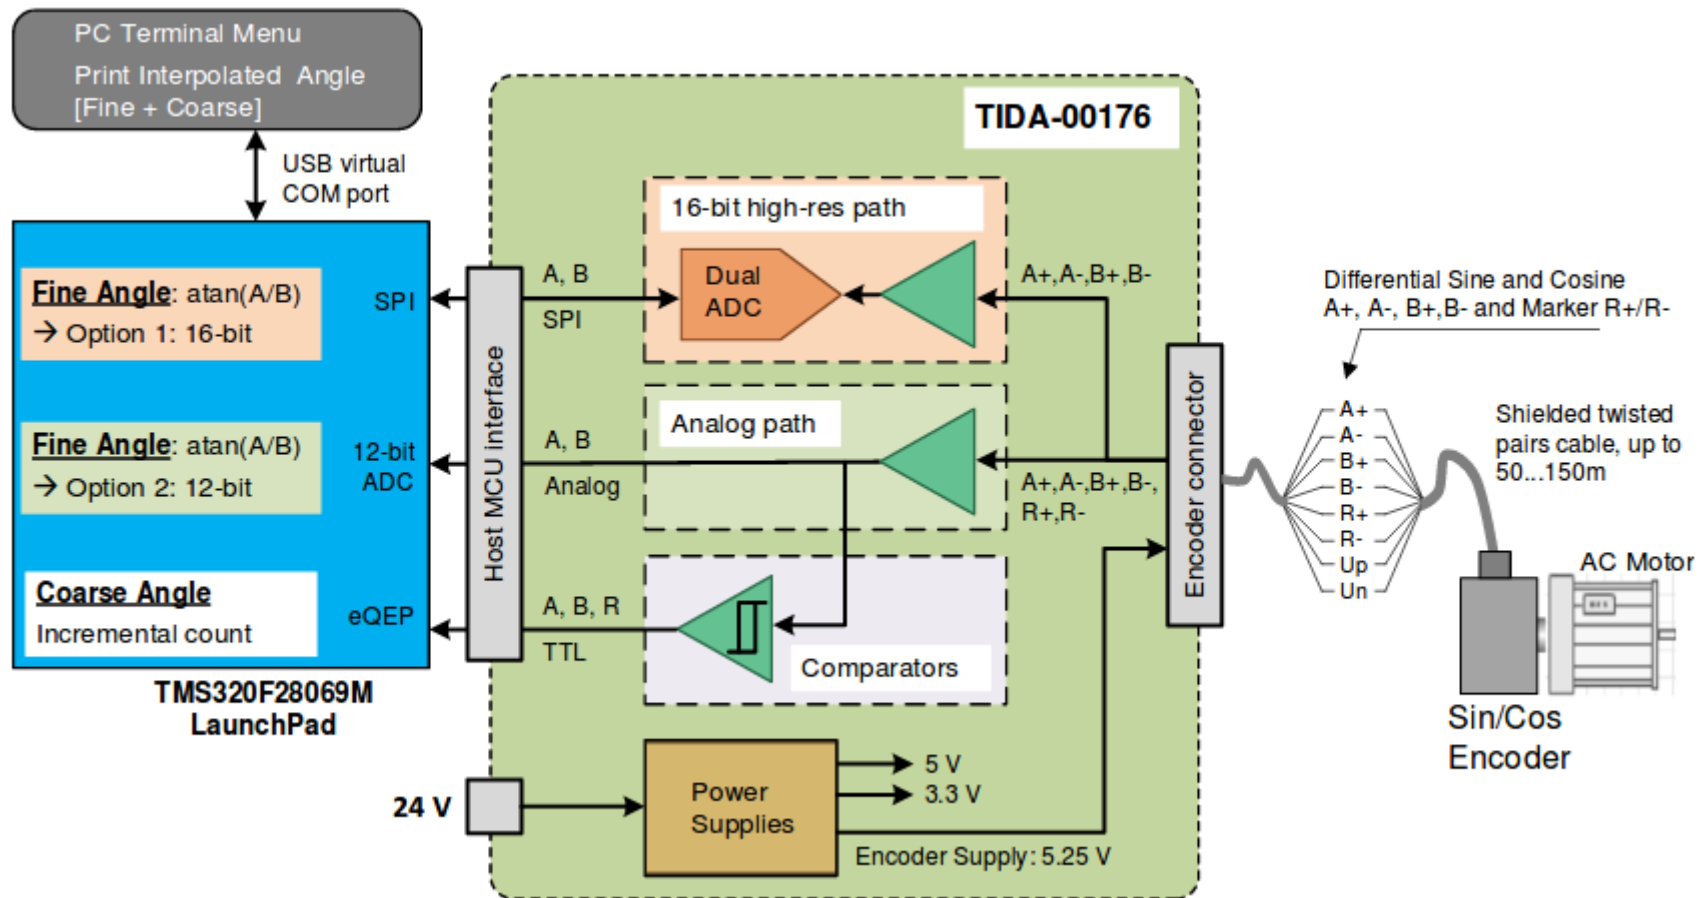 PC Terminal Menu
Print Interpolated Angle
[Fine + Coarse]
USB virtual
COM port
TIDA-00176
16-bit high-res path
Dual
ADC
A, B
SPI
A+,A-,B+,B-
Fine Angle: atan(A/B)
→ Option 1: 16-bit
SPI
Host MCU interface
Analog path
A, B
Analog
A+,A-,B+,B-,
R+,R-
Fine Angle: atan(A/B)
→ Option 2: 12-bit
12-bit
ADC
Coarse Angle
Incremental count
eQEP
A, B, R
TTL
Comparators
TMS320F28069M
LaunchPad
24 V
Power
Supplies
5 V
3.3 V
Encoder Supply: 5.25 V
Encoder connector
Differential Sine and Cosine
A+, A-, B+,B- and Marker R+/R-
A+
A-
B+
B-
R+
R-
Up
Un
Shielded twisted
pairs cable, up to
50...150m
AC Motor
Sin/Cos
Encoder